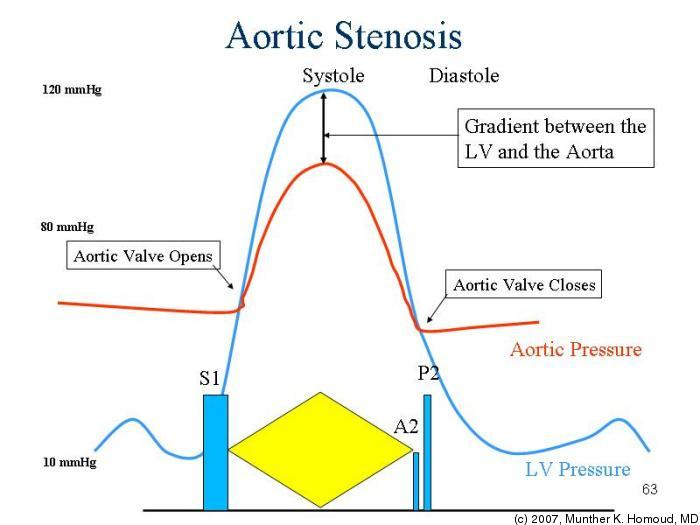 Aortic Stenosis
Systole
Diastole
120 mmHg
Gradient between the
LV and the Aorta
80 mmHg
Aortic Valve Opens
Aortic Valve Closes
Aortic Pressure
S1
P2
A2
10 mmHg
LV Pressure
63
(c) 2007, Munther K. Homoud, MD